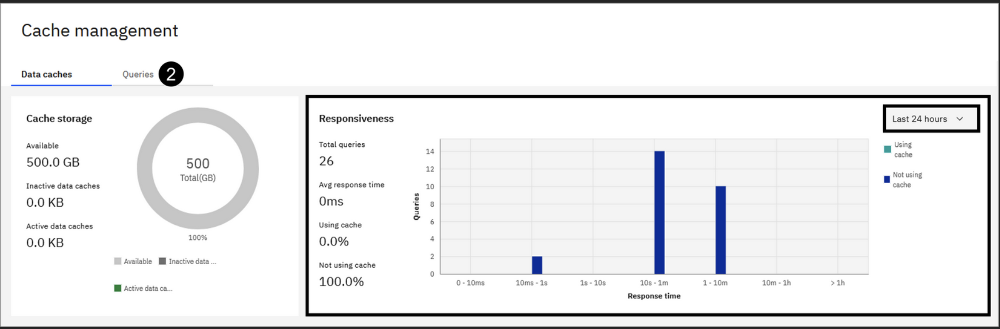 Cache management
Data caches
Queries
2
Cache storage
Available
500.0 GB
Inactive data caches
0.0 KB
Active data caches
0.0 KB
500
Total(GB)
100%
Available
Inactive data ...
Active data ca...
Responsiveness
Last 24 hours
Total queries
26
Avg response time
0ms
Using cache
0.0%
Not using cache
100.0%
Queries
14
12
10
8
6
4
2
0
0 - 10ms
10ms - 1s
1s - 10s
10s - 1m
1 - 10m
10m - 1h
> 1h
Response time
Using
cache
Not using
cache